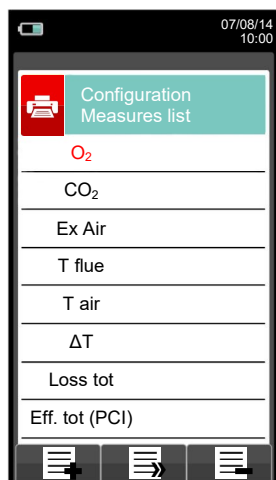 07/08/14
10:00
Configuration
Measures list
O₂
CO₂
Ex Air
T flue
T air
ΔT
Loss tot
Eff. tot (PCI)